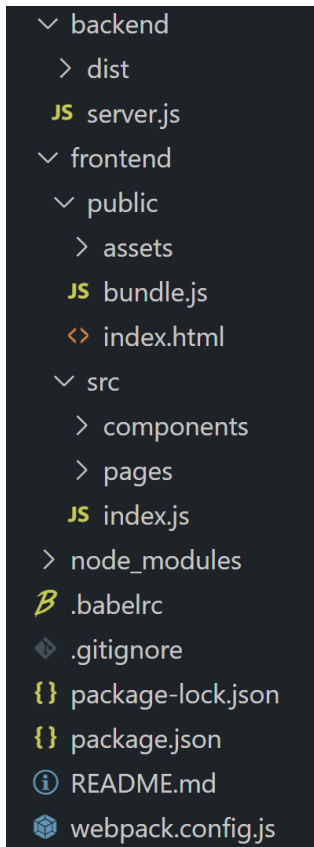 backend
dist
JS server.js
frontend
public
assets
JS bundle.js
<> index.html
src
components
pages
JS index.js
node_modules
B .babelrc
.gitignore
{} package-lock.json
{} package.json
i README.md
webpack.config.js